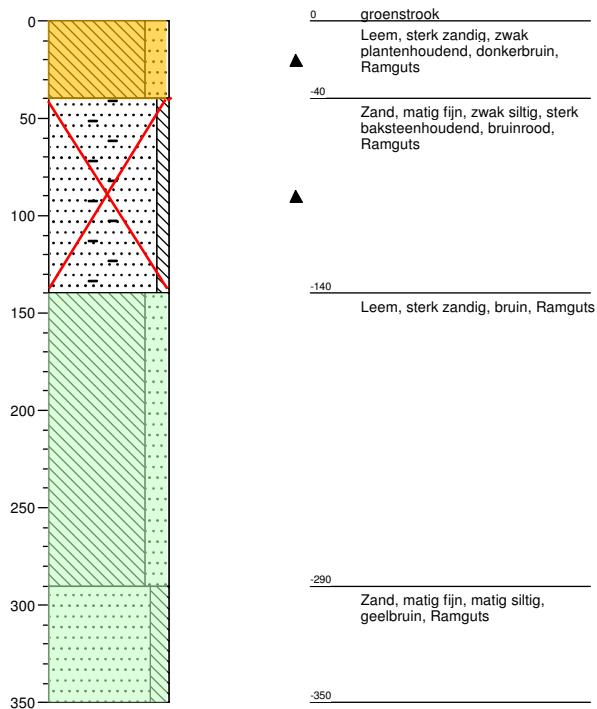 0
50
100
150
200
250
300
350
0
groenstrook
Leem, sterk zandig, zwak
plantenhoudend, donkerbruin,
Ramguts
-40
Zand, matig fijn, zwak siltig, sterk
baksteenhoudend, bruinrood,
Ramguts
-140
Leem, sterk zandig, bruin, Ramguts
-290
Zand, matig fijn, matig siltig,
geelbruin, Ramguts
-350